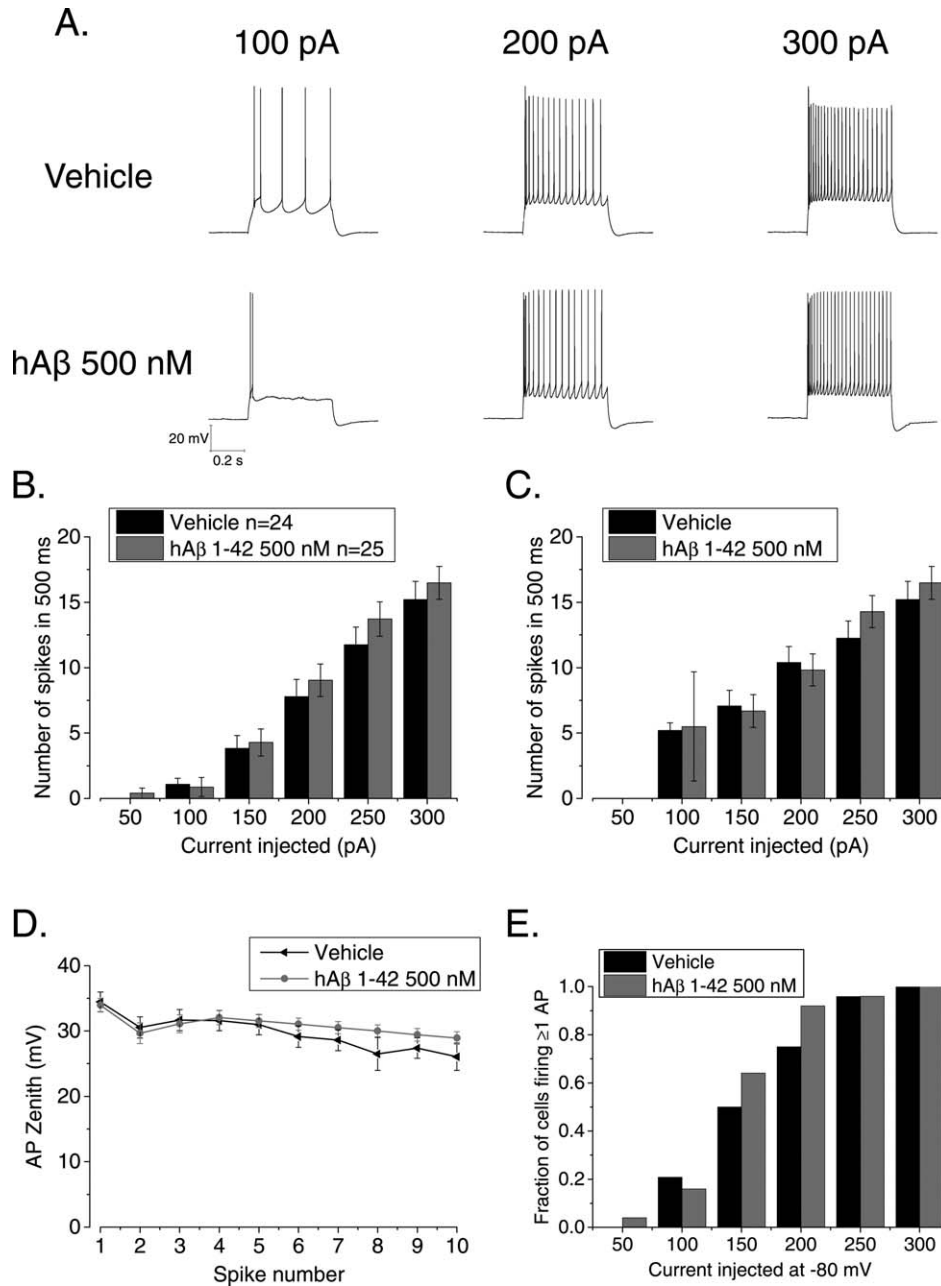 A.
100 pA 200 pA 300 pA
Vehicle
hAβ 500 nM
20 mV
0.2 s
B.
Vehicle n=24
hAβ 1-42 500 nM n=25
20
15
10
5
0
Number of spikes in 500 ms
50 100 150 200 250 300
Current injected (pA)
C.
Vehicle
hAβ 1-42 500 nM
20
15
10
5
0
Number of spikes in 500 ms
50 100 150 200 250 300
Current injected (pA)
D.
Vehicle
hAβ 1-42 500 nM
40
30
20
10
0
AP Zenith (mV)
1 2 3 4 5 6 7 8 9 10
Spike number
E.
Vehicle
hAβ 1-42 500 nM
1.0
0.8
0.6
0.4
0.2
0.0
Fraction of cells firing ≥1 AP
50 100 150 200 250 300
Current injected at -80 mV